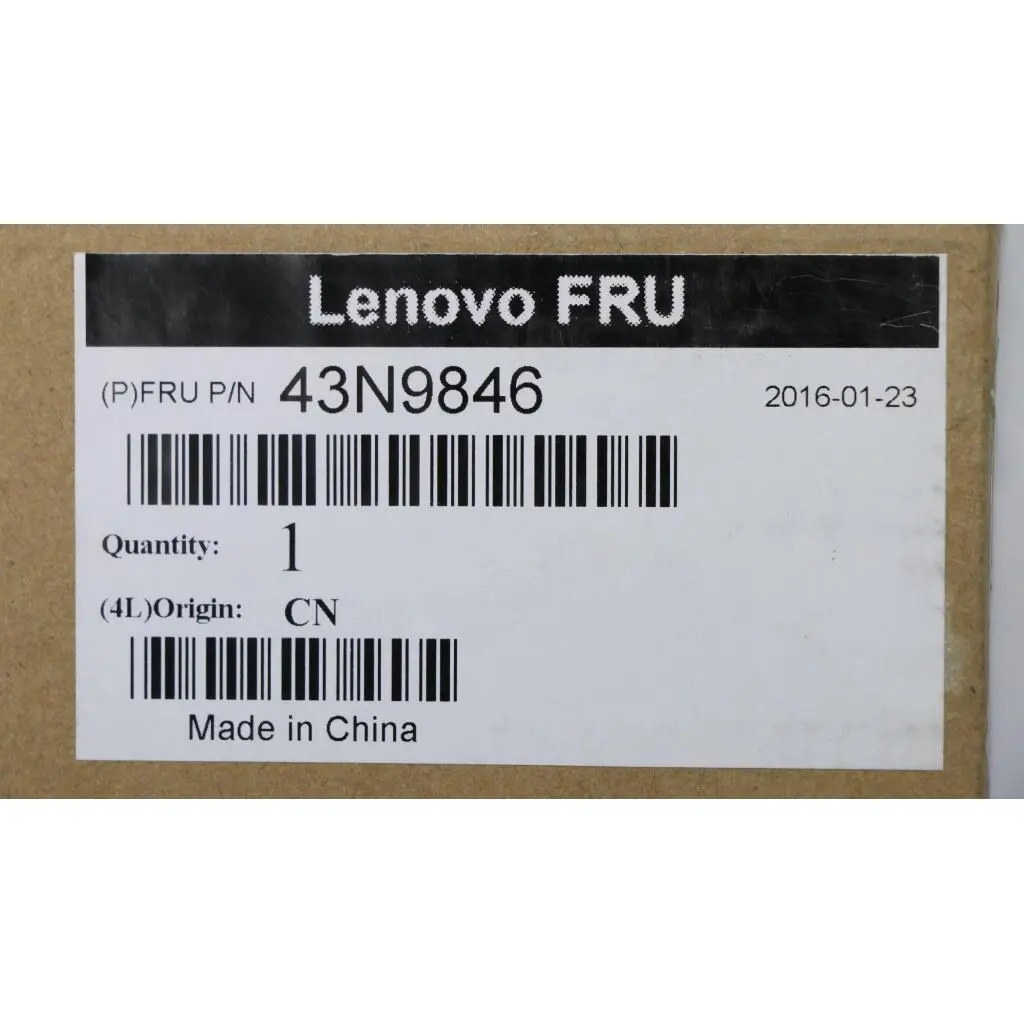 Lenovo FRU
(P)FRU P/N 43N9846 2016-01-23
Quantity: 1
(4L)Origin: CN
Made in China